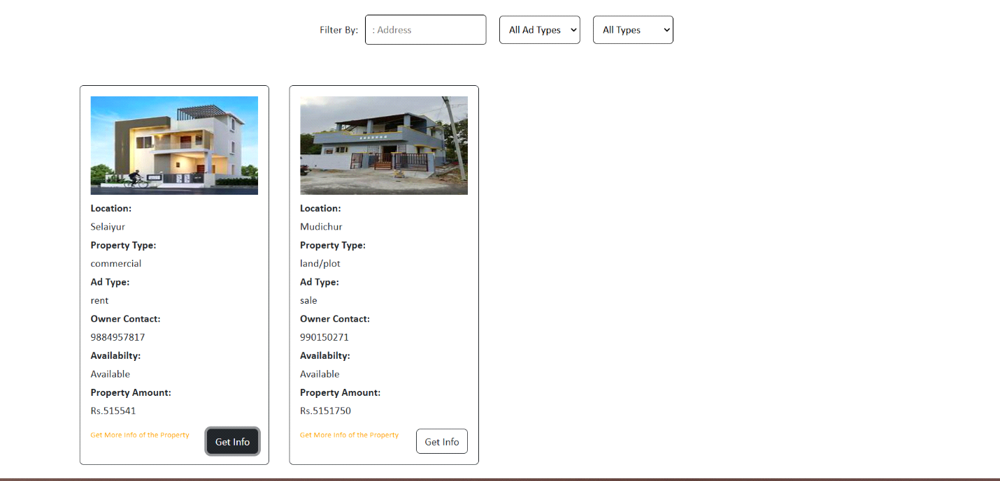 Filter By: : Address All Ad Types All Types
Location:
Selaiyur
Property Type:
commercial
Ad Type:
rent
Owner Contact:
9884957817
Availabilty:
Available
Property Amount:
Rs.515541
Get More Info of the Property Get Info
Location:
Mudichur
Property Type:
land/plot
Ad Type:
sale
Owner Contact:
990150271
Availabilty:
Available
Property Amount:
Rs.5151750
Get More Info of the Property Get Info